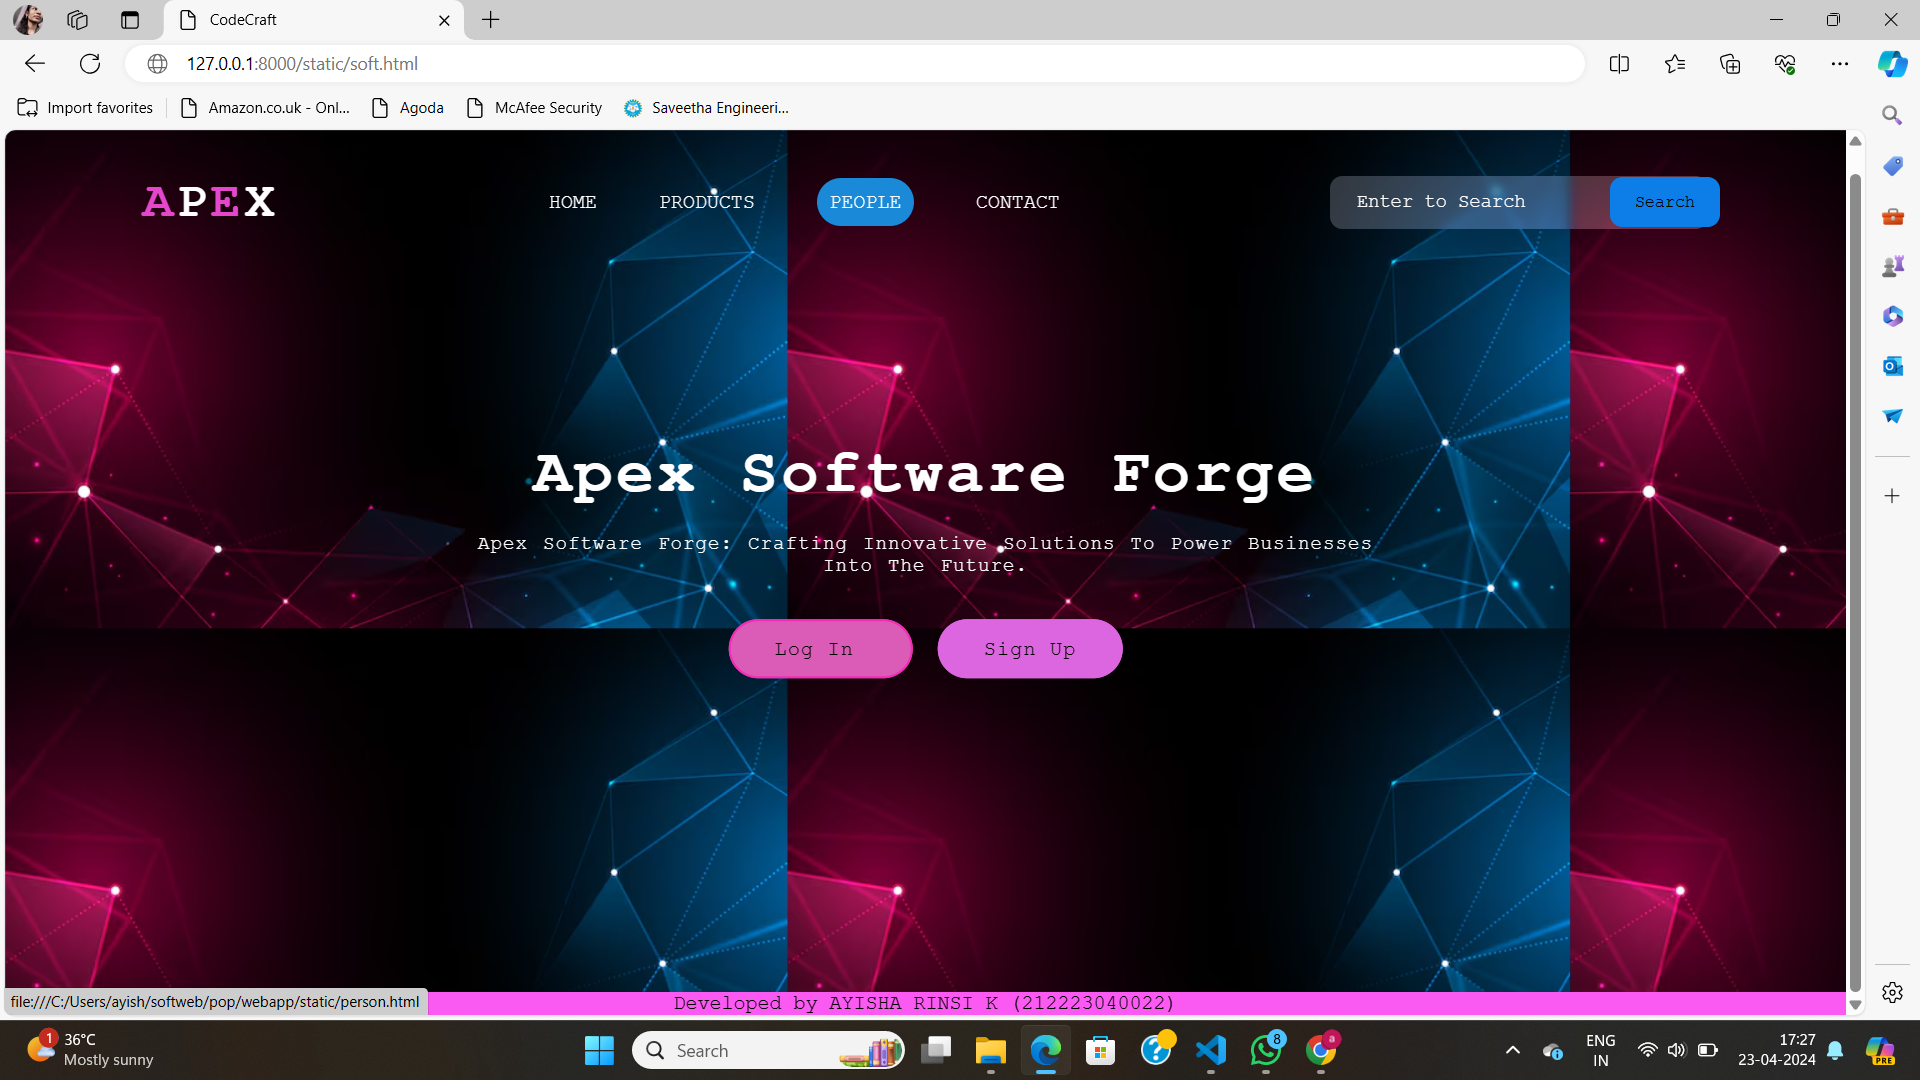 CodeCraft
127.0.0.1:8000/static/soft.html
Import favorites
Amazon.co.uk - Onl...
Agoda
McAfee Security
Saveetha Engineeri...
APEX
HOME
PRODUCTS
PEOPLE
CONTACT
Enter to Search
Search
Apex Software Forge
Apex Software Forge: Crafting Innovative Solutions To Power Businesses
Into The Future.
Log In
Sign Up
file:///C:/Users/ayish/softweb/pop/webapp/static/person.html
Developed by AYISHA RINSI K (212223040022)
1
36°C
Mostly sunny
Search
8
a
ENG
IN
17:27
23-04-2024
PRE